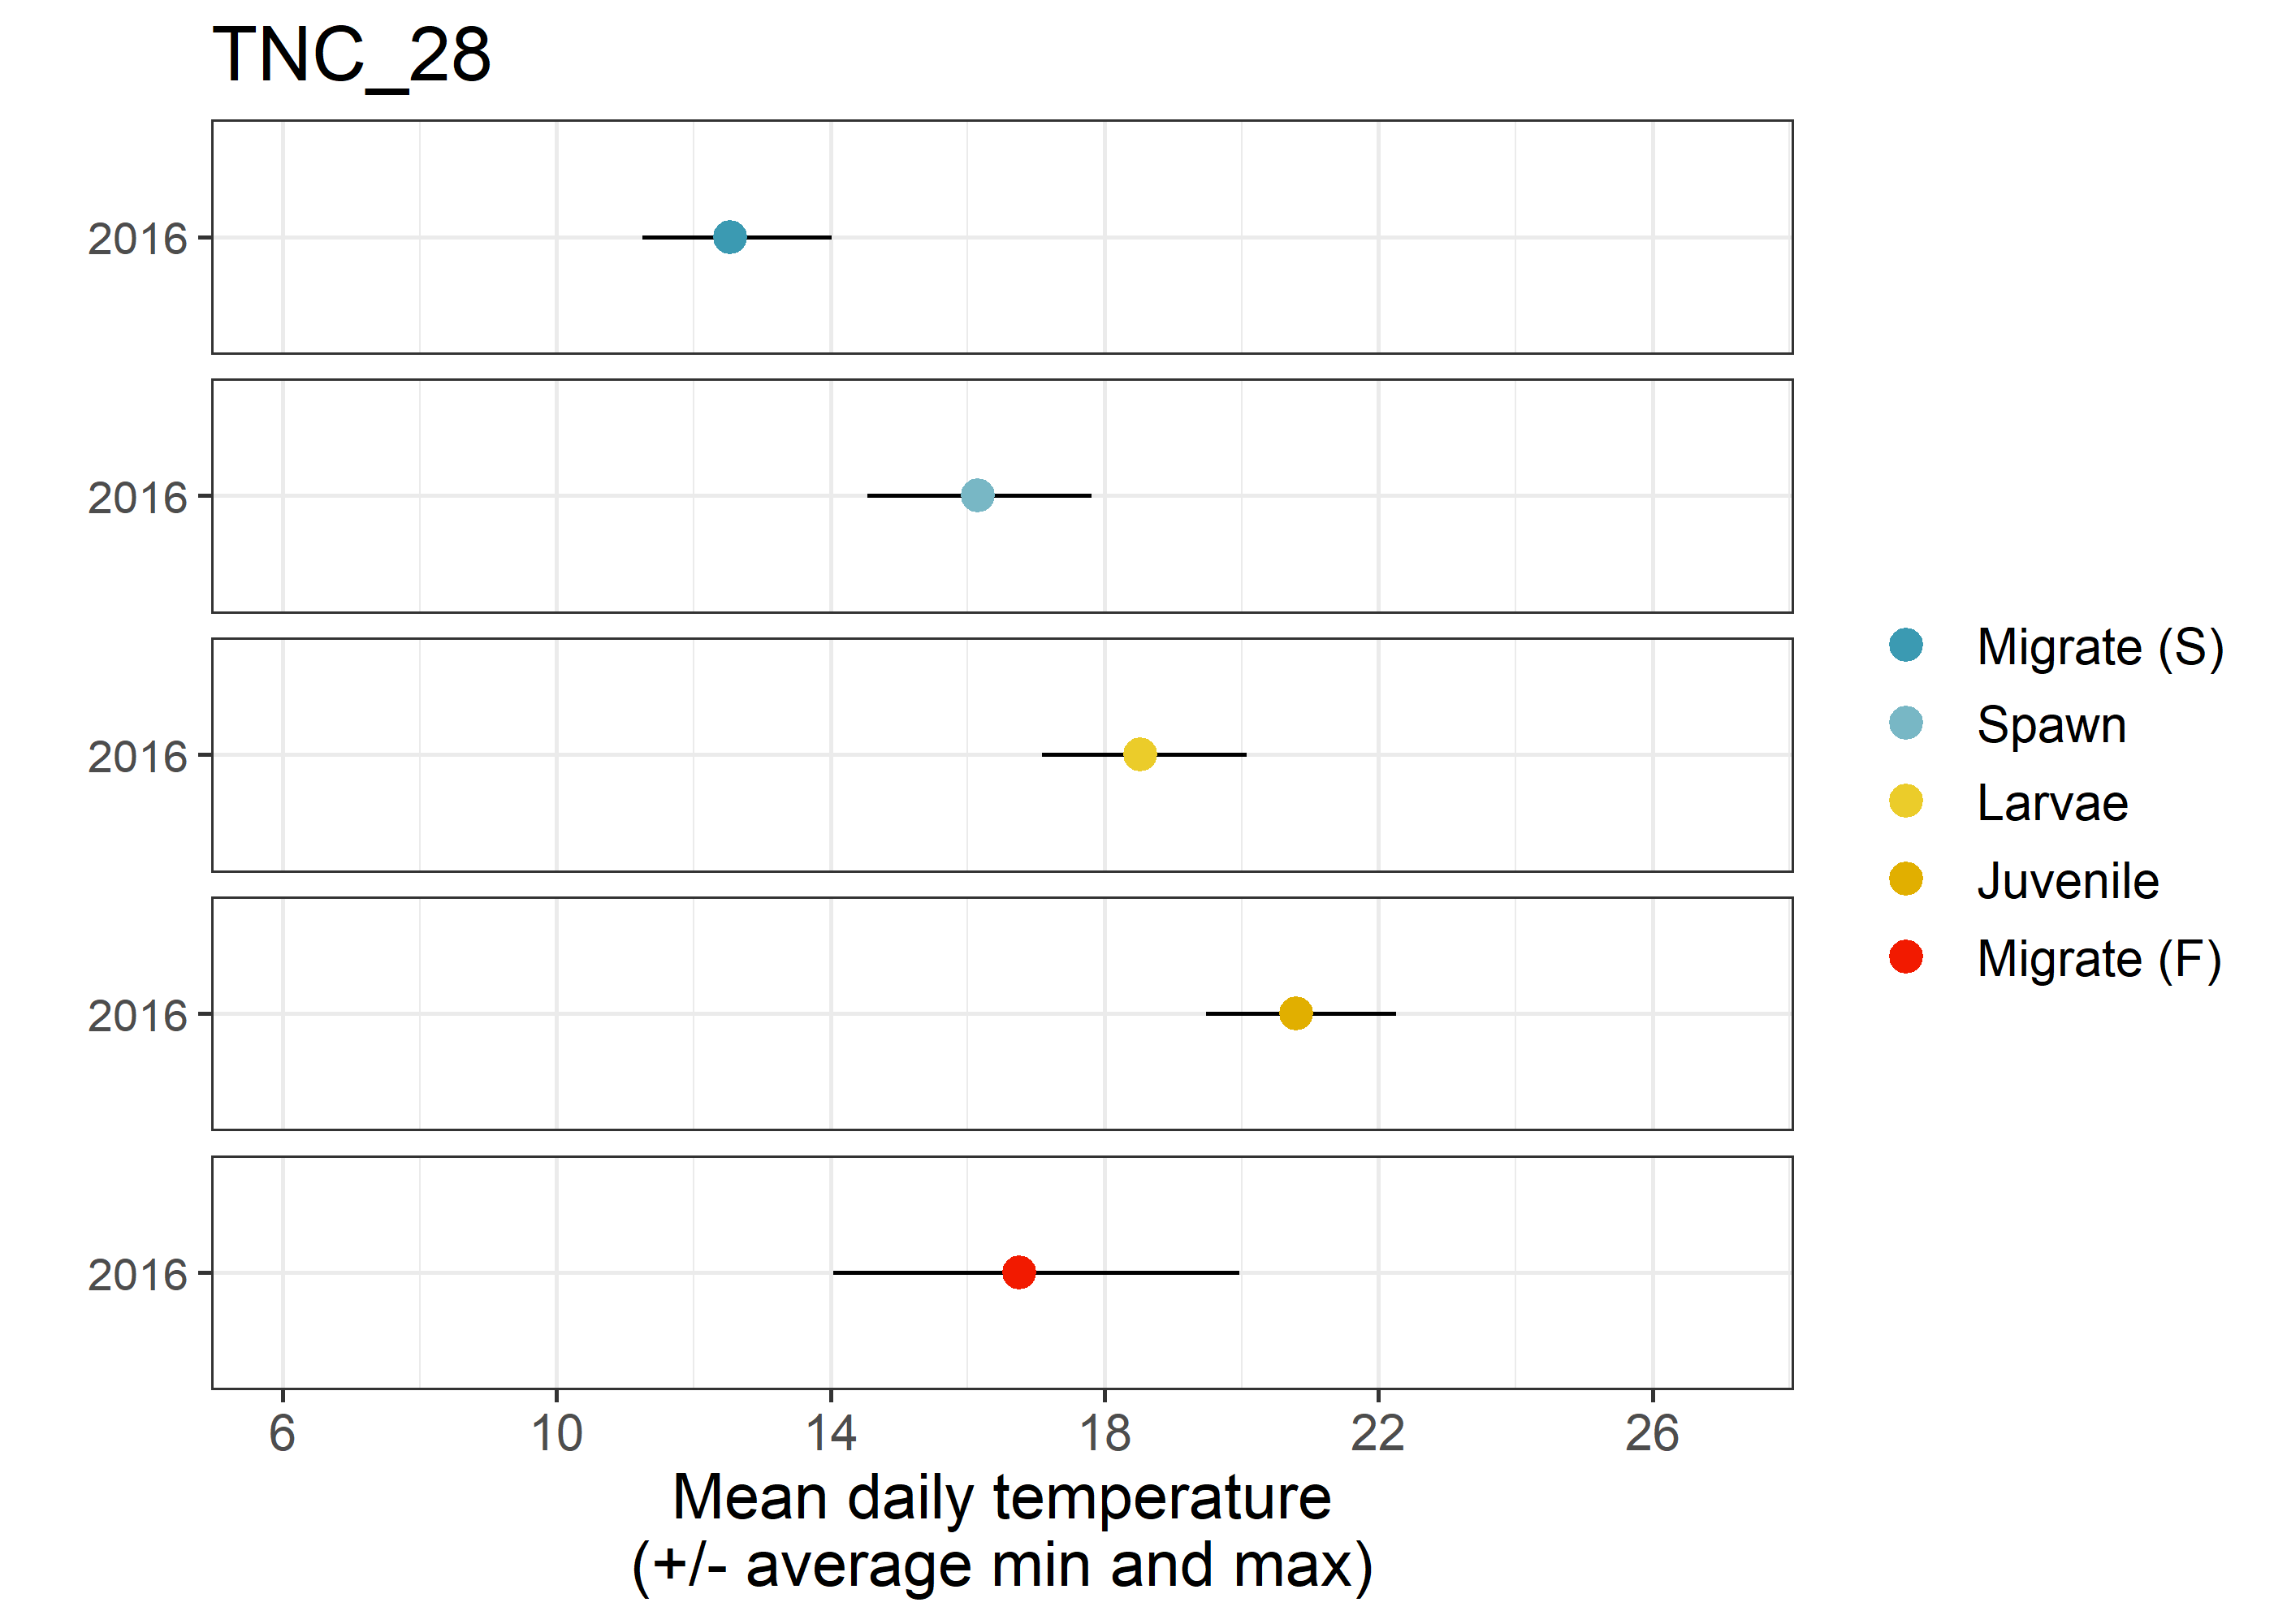 TNC_28
2016
2016
2016
2016
2016
6 10 14 18 22 26
Mean daily temperature
(+/- average min and max)
Migrate (S)
Spawn
Larvae
Juvenile
Migrate (F)